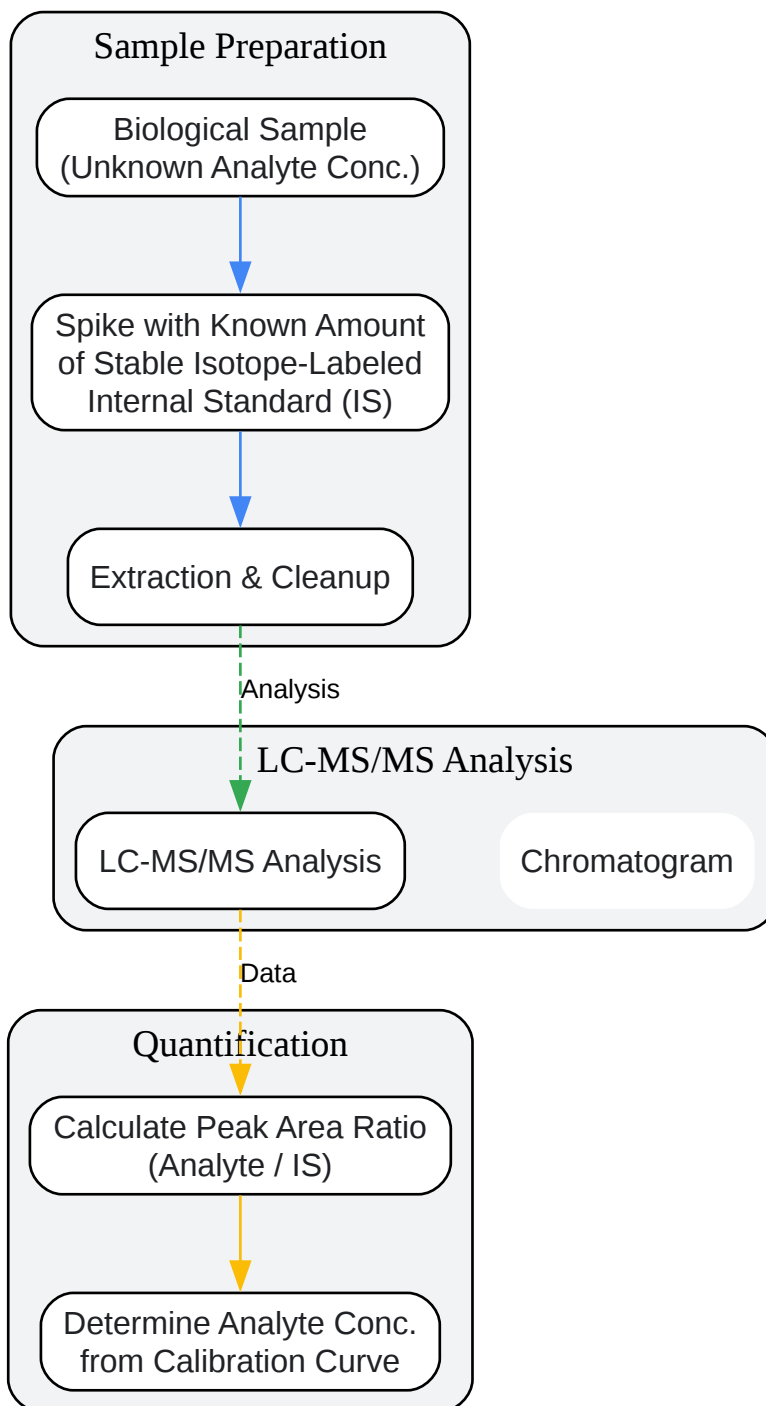 Sample Preparation
Biological Sample
(Unknown Analyte Conc.)
Spike with Known Amount
of Stable Isotope-Labeled
Internal Standard (IS)
Extraction & Cleanup
Analysis
LC-MS/MS Analysis
LC-MS/MS Analysis
Chromatogram
Data
Quantification
Calculate Peak Area Ratio
(Analyte / IS)
Determine Analyte Conc.
from Calibration Curve